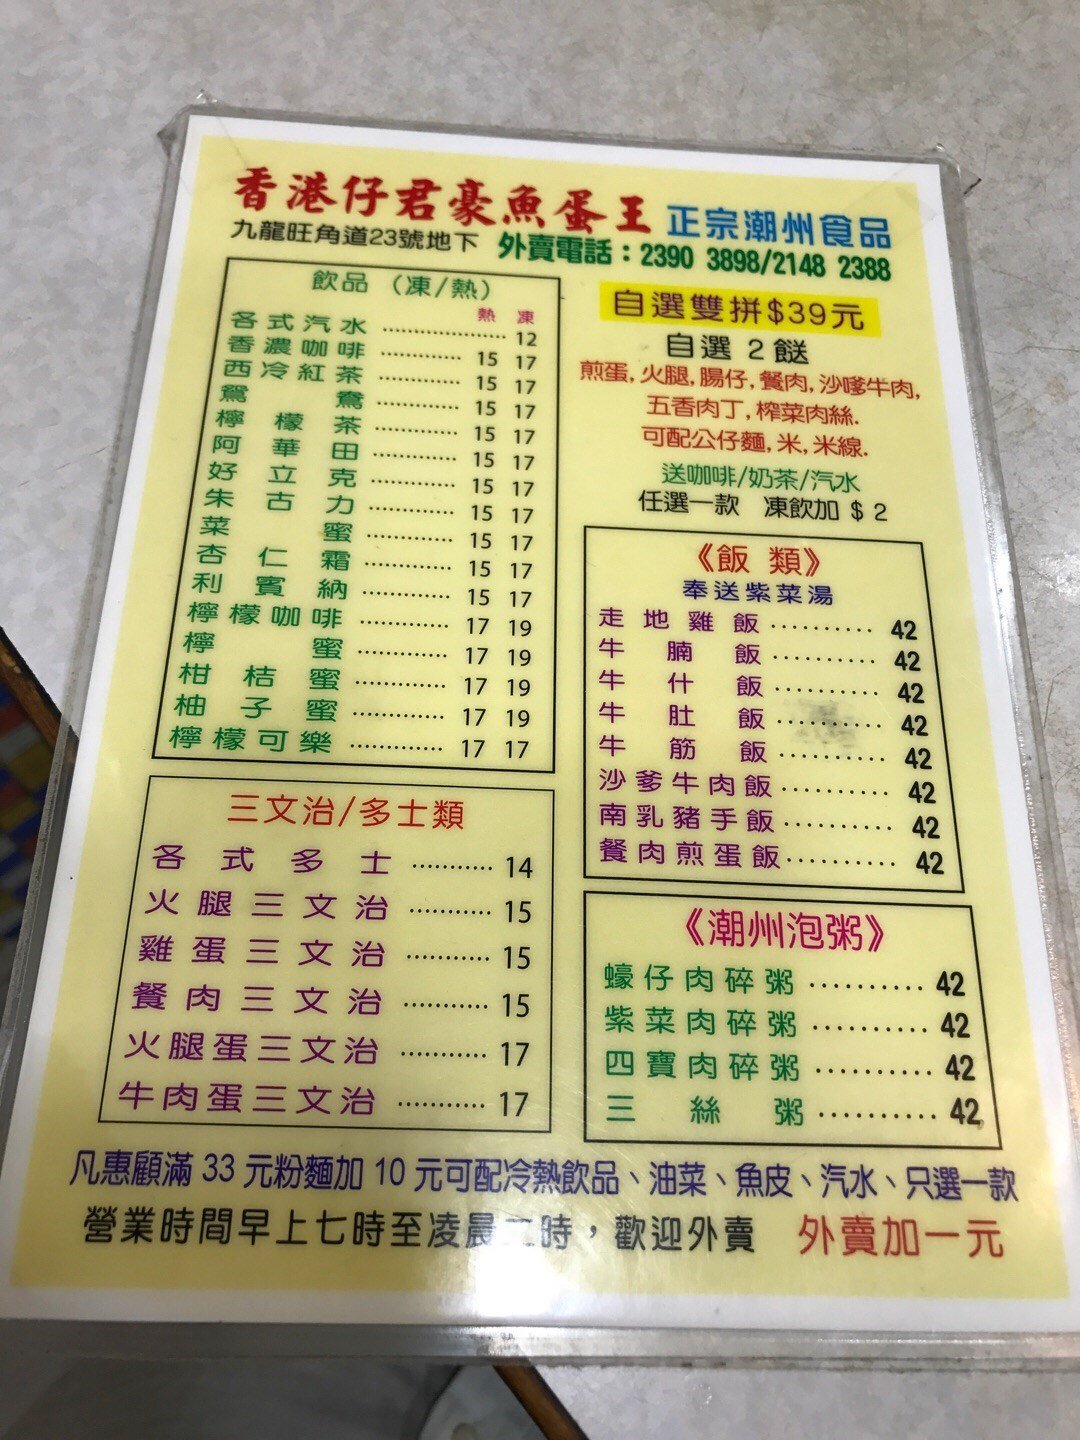 香港仔君豪魚蛋王 正宗潮州食品
九龍旺角道23號地下 外賣電話：2390 3898/2148 2388
飲品 （凍/熱）
熱 凍
各式汽水 12
香濃咖啡 15 17
西冷紅茶 15 17
鴛鴦 15 17
檸檬茶 15 17
阿華田 15 17
好立克 15 17
朱古力 15 17
菜蜜 15 17
杏仁霜 15 17
利賓納 15 17
檸檬咖啡 17 19
檸蜜 17 19
柑桔蜜 17 19
柚子蜜 17 19
檸檬可樂 17 17
三文治/多士類
各式多士 14
火腿三文治 15
雞蛋三文治 15
餐肉三文治 15
火腿蛋三文治 17
牛肉蛋三文治 17
自選雙拼$39元
自選 2 餸
煎蛋, 火腿, 腸仔, 餐肉, 沙嗲牛肉,
五香肉丁, 榨菜肉絲.
可配公仔麵, 米, 米線.
送咖啡/奶茶/汽水
任選一款 凍飲加 $ 2
《飯 類》
奉送紫菜湯
走地雞飯 42
牛腩飯 42
牛什飯 42
牛肚飯 42
牛筋飯 42
沙爹牛肉飯 42
南乳豬手飯 42
餐肉煎蛋飯 42
《潮州泡粥》
蠔仔肉碎粥 42
紫菜肉碎粥 42
四寶肉碎粥 42
三絲粥 42
凡惠顧滿 33 元粉麵加 10 元可配冷熱飲品、油菜、魚皮、汽水、只選一款
營業時間早上七時至凌晨二時，歡迎外賣 外賣加一元